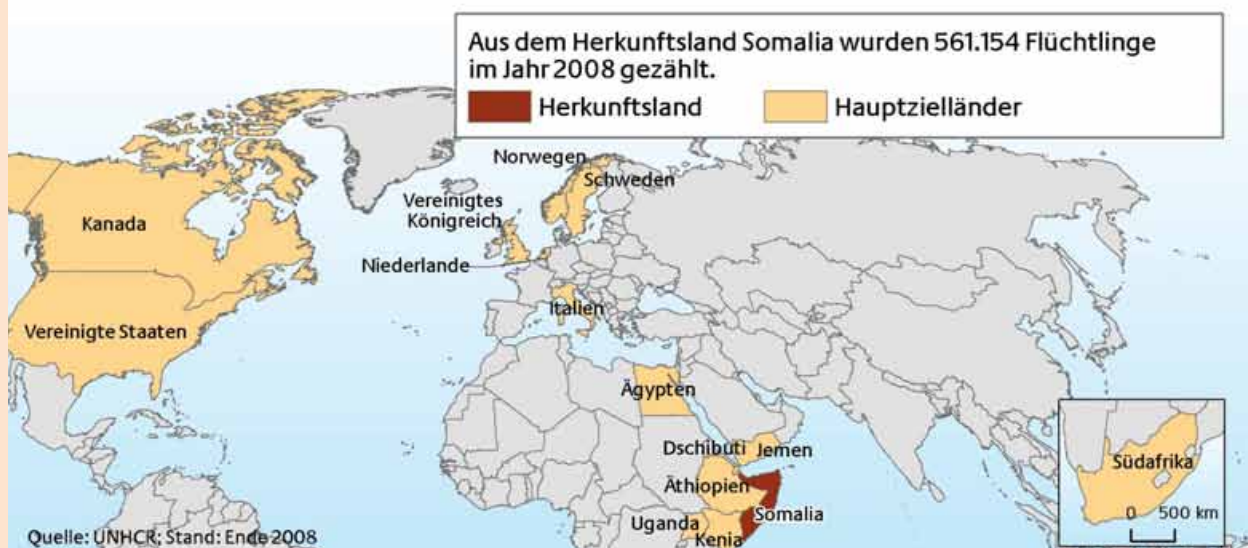 Aus dem Herkunftsland Somalia wurden 561.154 Flüchtlinge
im Jahr 2008 gezählt.
Herkunftsland
Hauptzielländer
Norwegen
Schweden
Vereinigtes
Königreich
Kanada
Niederlande
Italien
Vereinigte Staaten
Ägypten
Dschibuti
Jemen
Südafrika
Äthiopien
Somalia
0 500 km
Uganda
Kenia
Quelle: UNHCR; Stand: Ende 2008